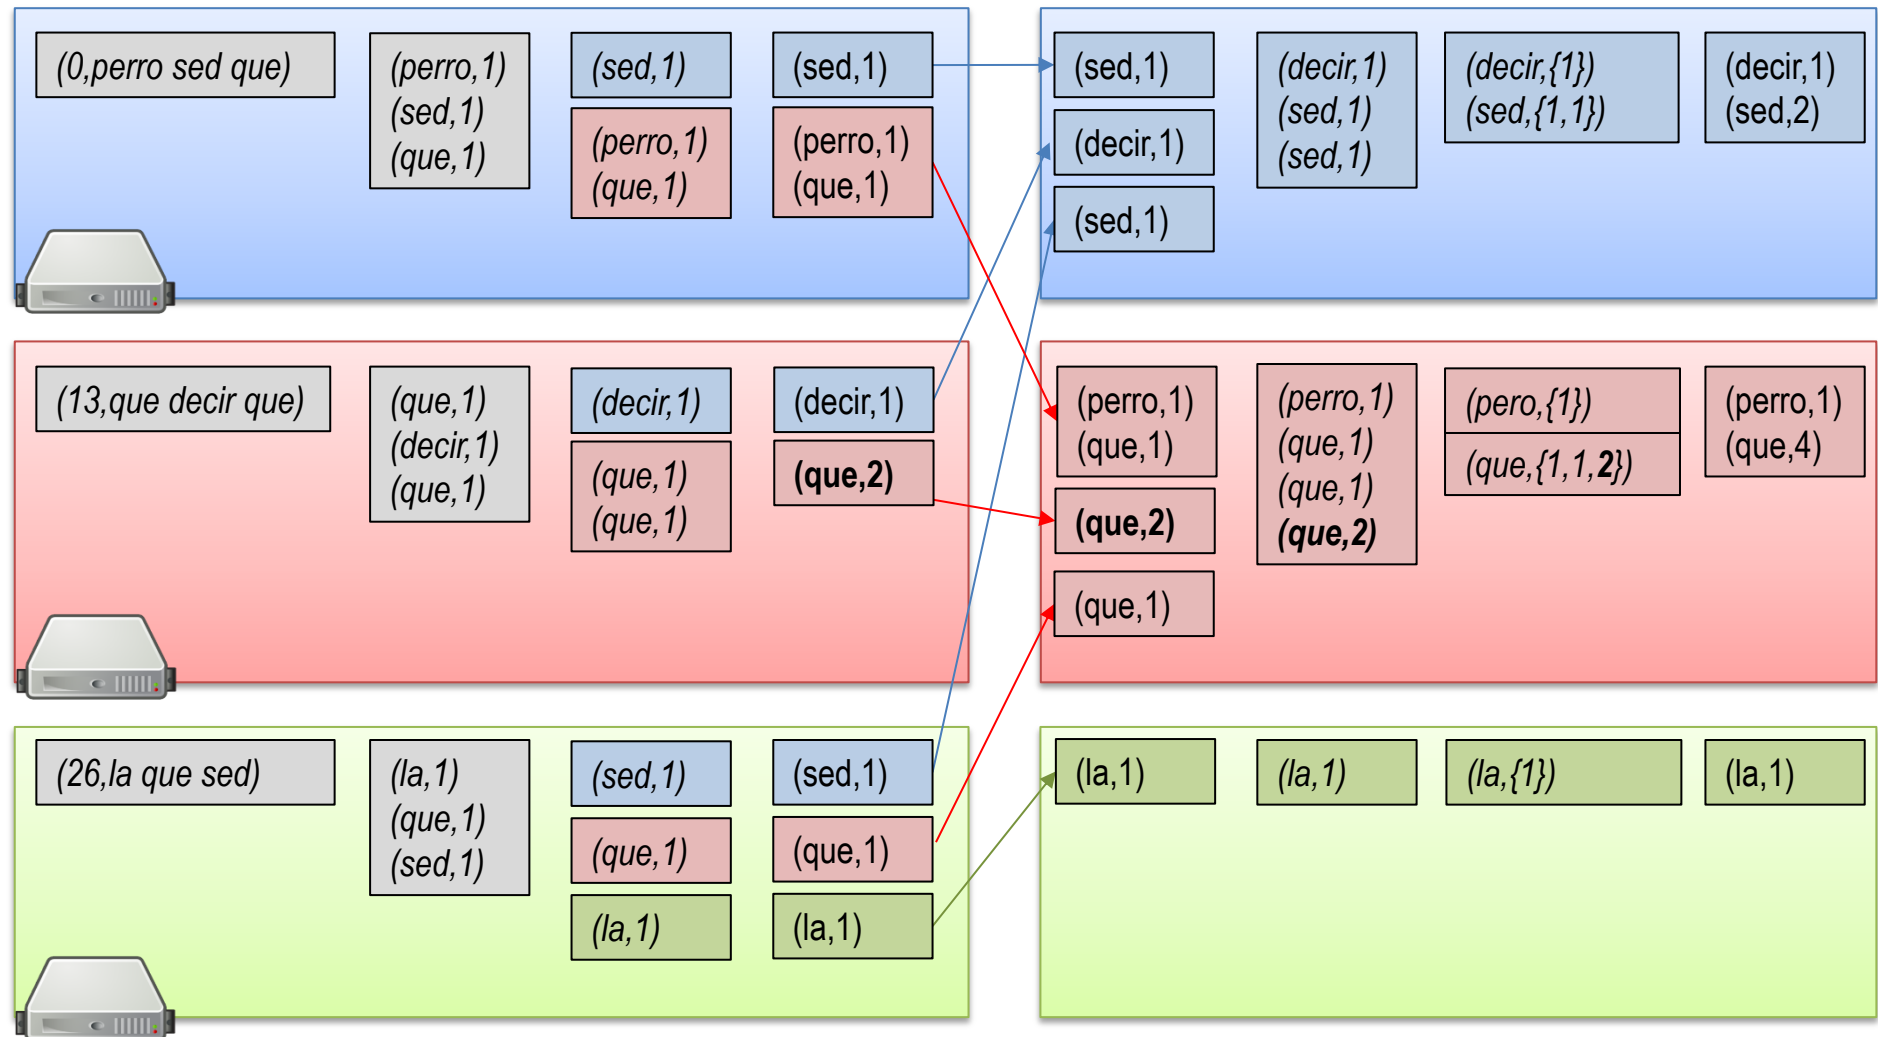 (0,perro sed que)
(perro,1)
(sed,1)
(que,1)
(sed,1)
(perro,1)
(que,1)
(sed,1)
(perro,1)
(que,1)
(sed,1)
(decir,1)
(sed,1)
(decir,1)
(sed,1)
(sed,1)
(decir,{1})
(sed,{1,1})
(decir,1)
(sed,2)
(13,que decir que)
(que,1)
(decir,1)
(que,1)
(decir,1)
(que,1)
(que,1)
(decir,1)
(que,2)
(perro,1)
(que,1)
(que,2)
(que,1)
(perro,1)
(que,1)
(que,1)
(que,2)
(pero,{1})
(que,{1,1,2})
(perro,1)
(que,4)
(26,la que sed)
(la,1)
(que,1)
(sed,1)
(sed,1)
(que,1)
(la,1)
(sed,1)
(que,1)
(la,1)
(la,1)
(la,1)
(la,{1})
(la,1)